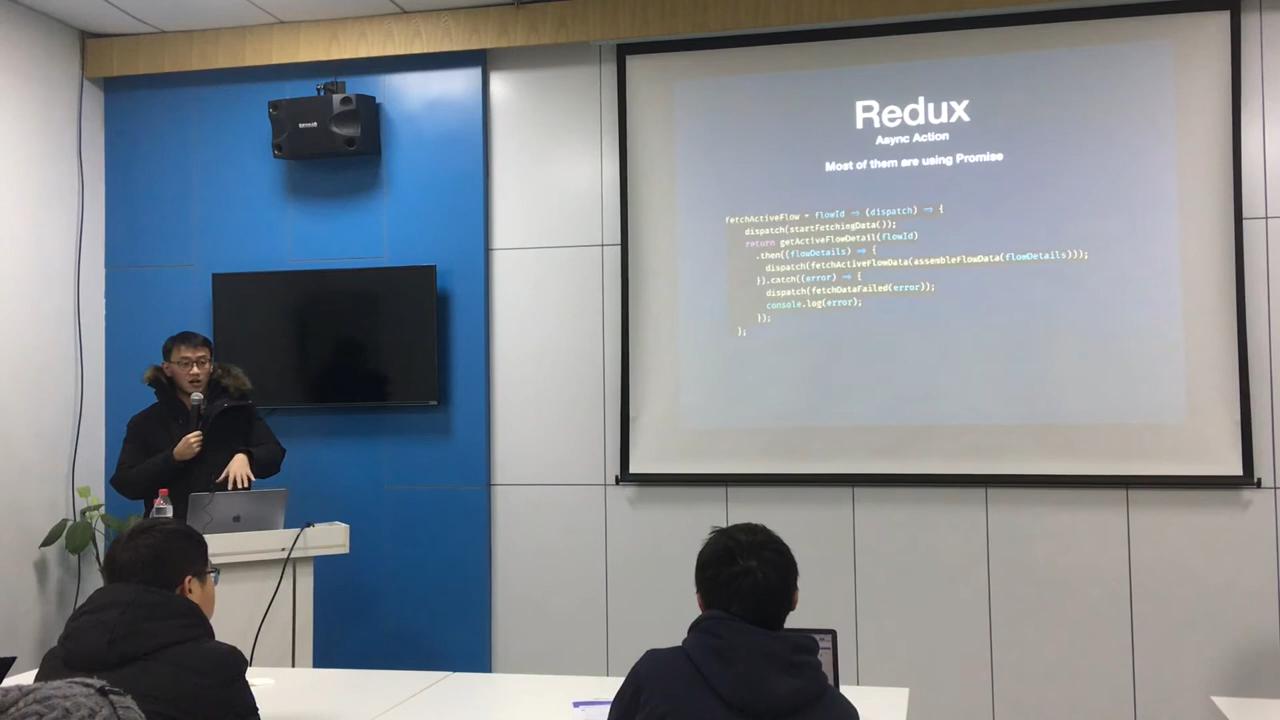 Redux
Async Action
Most of them are using Promise
fetchActiveFlow = flowId => (dispatch) => {
dispatch(startFetchingData());
return getActiveFlowDetail(flowId)
.then((flowDetails) => {
dispatch(fetchActiveFlowData(assembleFlowData(flowDetails)));
}).catch((error) => {
dispatch(fetchDataFailed(error));
console.log(error);
});
};